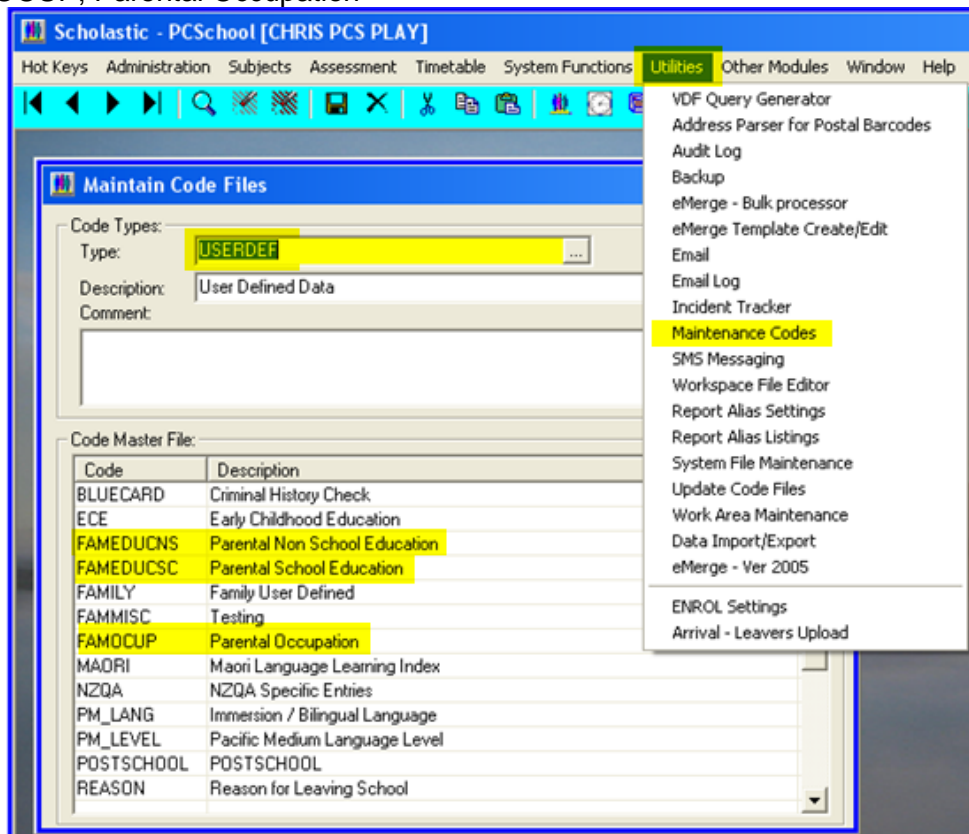 Scholastic - PCSchool [CHRIS PCS PLAY]
Hot Keys Administration Subjects Assessment Timetable System Functions Utilities Other Modules Window Help
VDF Query Generator
Address Parser for Postal Barcodes
Audit Log
Backup
eMerge - Bulk processor
eMerge Template Create/Edit
Email
Email Log
Incident Tracker
Maintenance Codes
SMS Messaging
Workspace File Editor
Report Alias Settings
Report Alias Listings
System File Maintenance
Update Code Files
Work Area Maintenance
Data Import/Export
eMerge - Ver 2005
ENROL Settings
Arrival - Leavers Upload
Maintain Code Files
Code Types:
Type: USERDEF ...
Description: User Defined Data
Comment:
Code Master File:
Code Description
BLUECARD Criminal History Check
ECE Early Childhood Education
FAMEDUCNS Parental Non School Education
FAMEDUCSC Parental School Education
FAMILY Family User Defined
FAMMISC Testing
FAMOCUP Parental Occupation
MAORI Maori Language Learning Index
NZQA NZQA Specific Entries
PM_LANG Immersion / Bilingual Language
PM_LEVEL Pacific Medium Language Level
POSTSCHOOL POSTSCHOOL
REASON Reason for Leaving School